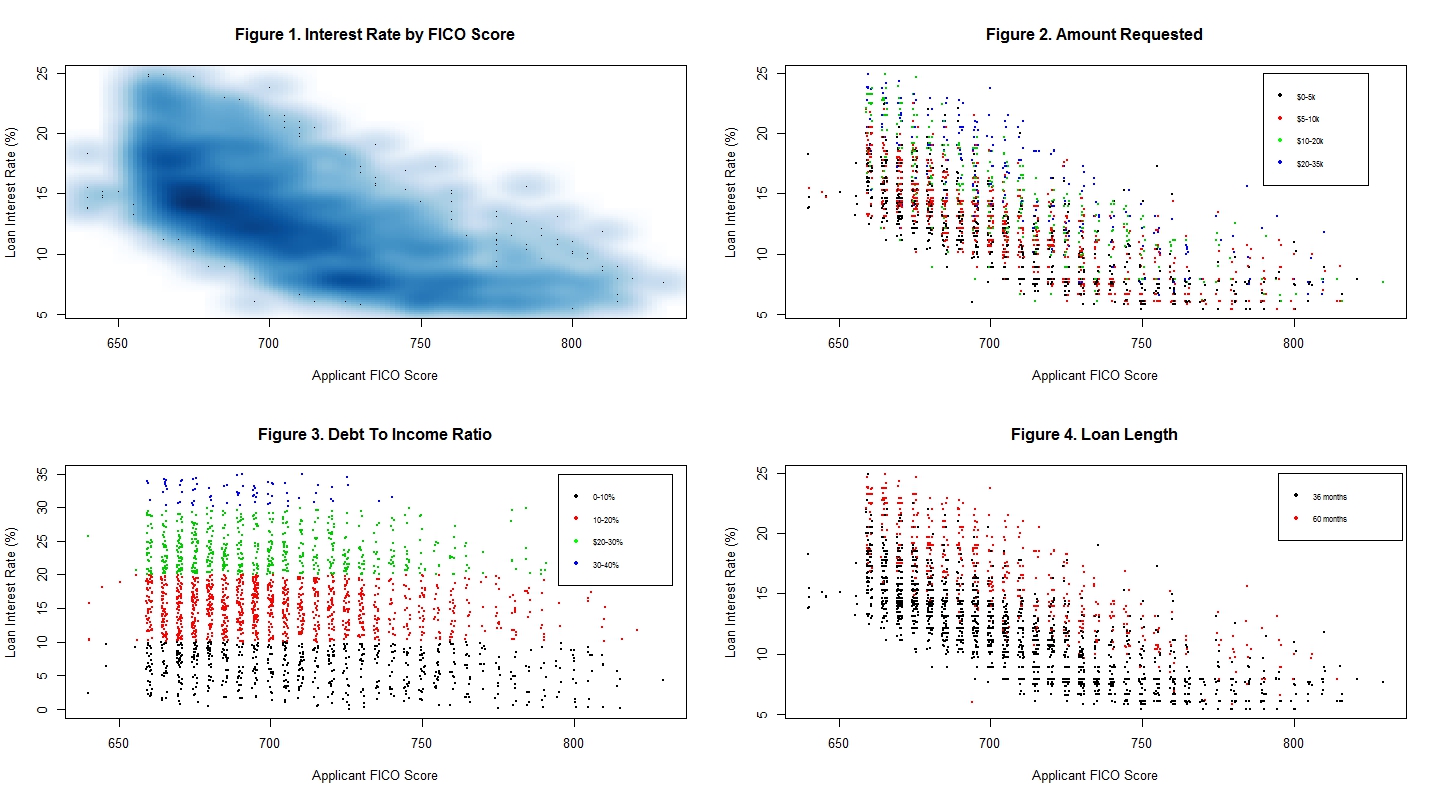 Figure 1. Interest Rate by FICO Score
25
20
15
10
5
Loan Interest Rate (%)
650 700 750 800
Applicant FICO Score
Figure 2. Amount Requested
25
20
15
10
5
Loan Interest Rate (%)
$0-5k
$5-10k
$10-20k
$20-35k
650 700 750 800
Applicant FICO Score
Figure 3. Debt To Income Ratio
35
30
25
20
15
10
5
0
Loan Interest Rate (%)
0-10%
10-20%
$20-30%
30-40%
650 700 750 800
Applicant FICO Score
Figure 4. Loan Length
25
20
15
10
5
Loan Interest Rate (%)
36 months
60 months
650 700 750 800
Applicant FICO Score